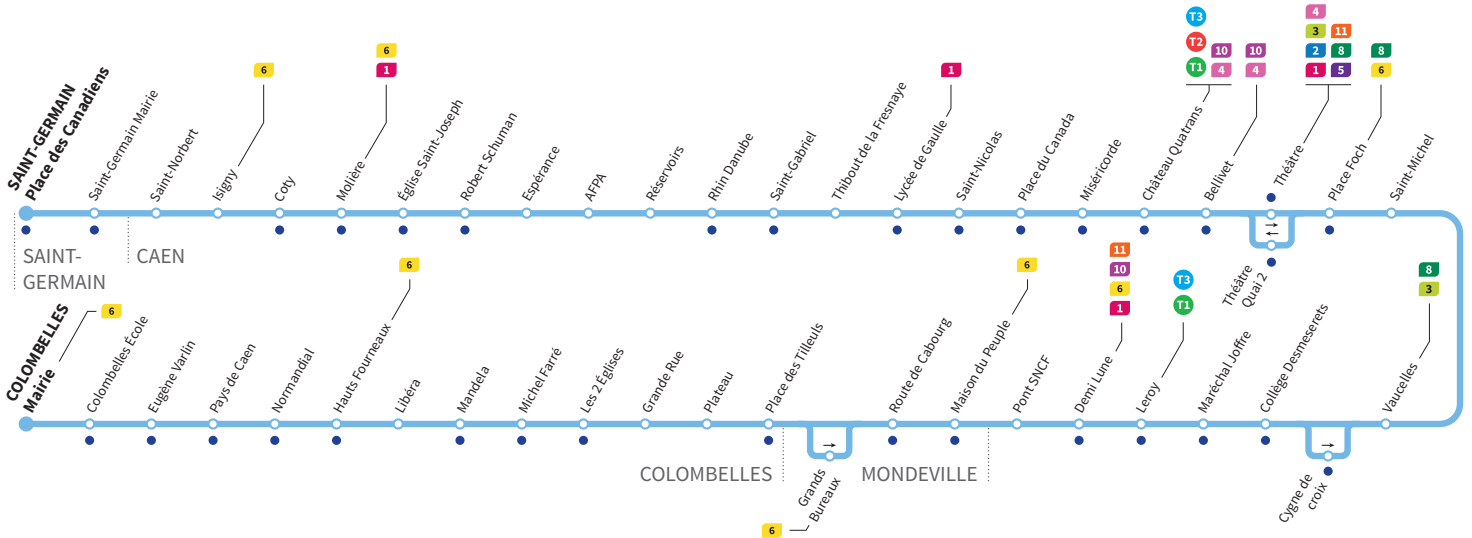 T3
T2
T1
10
4
10
4
4
3
11
2
8
1
5
8
6
6
6
1
1
SAINT-GERMAIN
Place des Canadiens
Saint-Germain Mairie
Saint-Norbert
Isigny
Coty
Molière
Église Saint-Joseph
Robert Schuman
Espérance
AFPA
Réservoirs
Rhin Danube
Saint-Gabriel
Thibout de la Fresnaye
Lycée de Gaulle
Saint-Nicolas
Place du Canada
Miséricorde
Château Quatrans
Bellivet
Théâtre
Place Foch
Saint-Michel
SAINT-
GERMAIN
CAEN
Théâtre
Quai 2
6
6
6
11
10
6
1
T3
T1
8
3
COLOMBELLES
Mairie
Colombelles École
Eugène Varlin
Pays de Caen
Normandial
Hauts Fourneaux
Libéra
Mandela
Michel Farré
Les 2 Églises
Grande Rue
Plateau
Place des Tilleuls
Grands
Bureaux
6
Route de Cabourg
Maison du Peuple
Pont SNCF
Demi Lune
Leroy
Maréchal Joffre
Collège Desmeserets
Cygne de
croix
Vaucelles
COLOMBELLES
MONDEVILLE